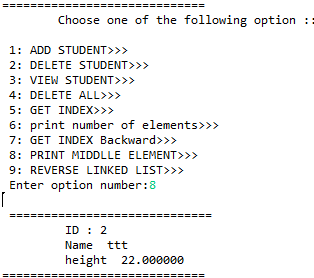 =============================
Choose one of the following option ::
1: ADD STUDENT>>>
2: DELETE STUDENT>>>
3: VIEW STUDENT>>>
4: DELETE ALL>>>
5: GET INDEX>>>
6: print number of elements>>>
7: GET INDEX Backward>>>
8: PRINT MIDDLLE ELEMENT>>>
9: REVERSE LINKED LIST>>>
Enter option number:8
=============================
ID : 2
Name  ttt
height  22.000000
=============================